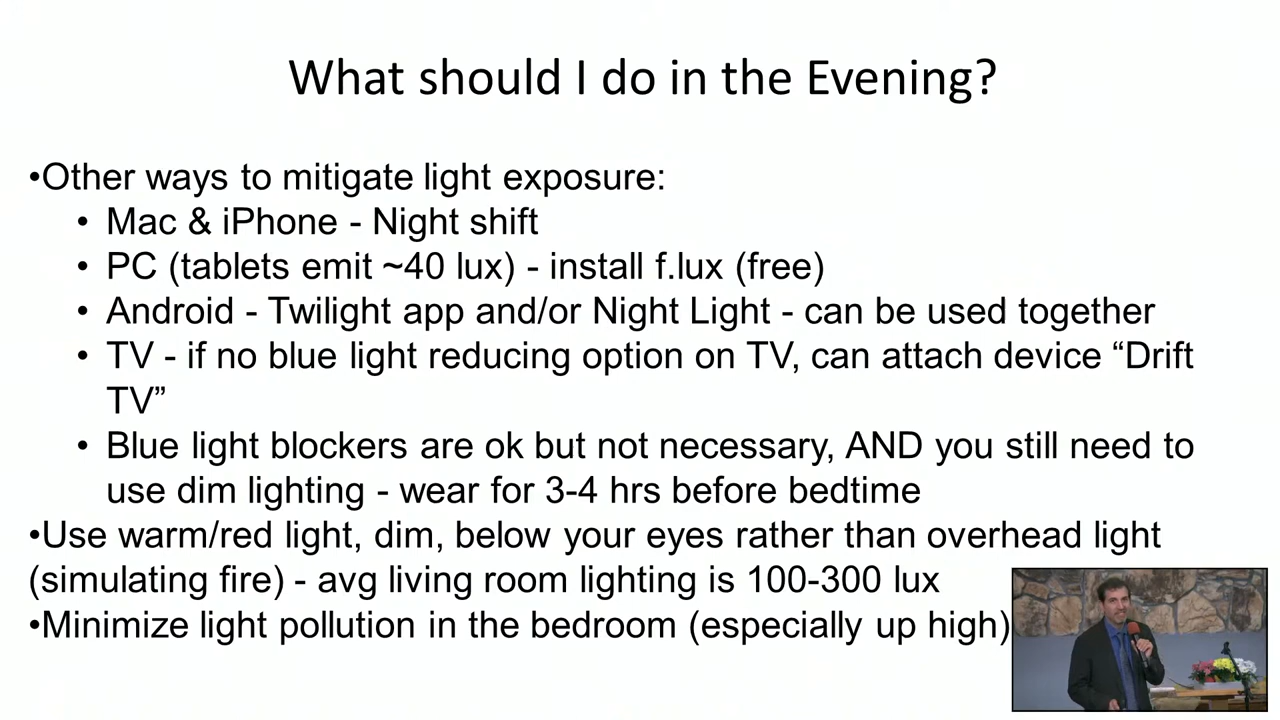 What should I do in the Evening?
•Other ways to mitigate light exposure:
• Mac & iPhone - Night shift
• PC (tablets emit ~40 lux) - install f.lux (free)
• Android - Twilight app and/or Night Light - can be used together
• TV - if no blue light reducing option on TV, can attach device “Drift
TV”
• Blue light blockers are ok but not necessary, AND you still need to
use dim lighting - wear for 3-4 hrs before bedtime
•Use warm/red light, dim, below your eyes rather than overhead light
(simulating fire) - avg living room lighting is 100-300 lux
•Minimize light pollution in the bedroom (especially up high)